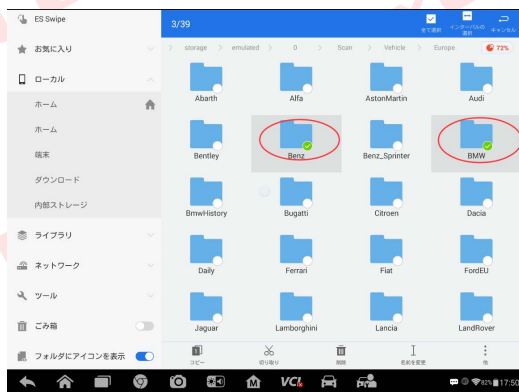 ES Swipe
3/39
全て選択
インターバルの
選択
キャンセル
お気に入り
ローカル
ホーム
ホーム
端末
ダウンロード
内部ストレージ
ライブラリ
ネットワーク
ツール
ごみ箱
フォルダにアイコンを表示
storage > emulated > 0 > Scan > Vehicle > Europe
72%
Abarth
Alfa
AstonMartin
Audi
Bentley
Benz
Benz_Sprinter
BMW
BmwHistory
Bugatti
Citroen
Dacia
Daily
Ferrari
Fiat
FordEU
Jaguar
Lamborghini
Lancia
LandRover
コピー
切り取り
削除
名前を変更
他
VCI
82% 17:50